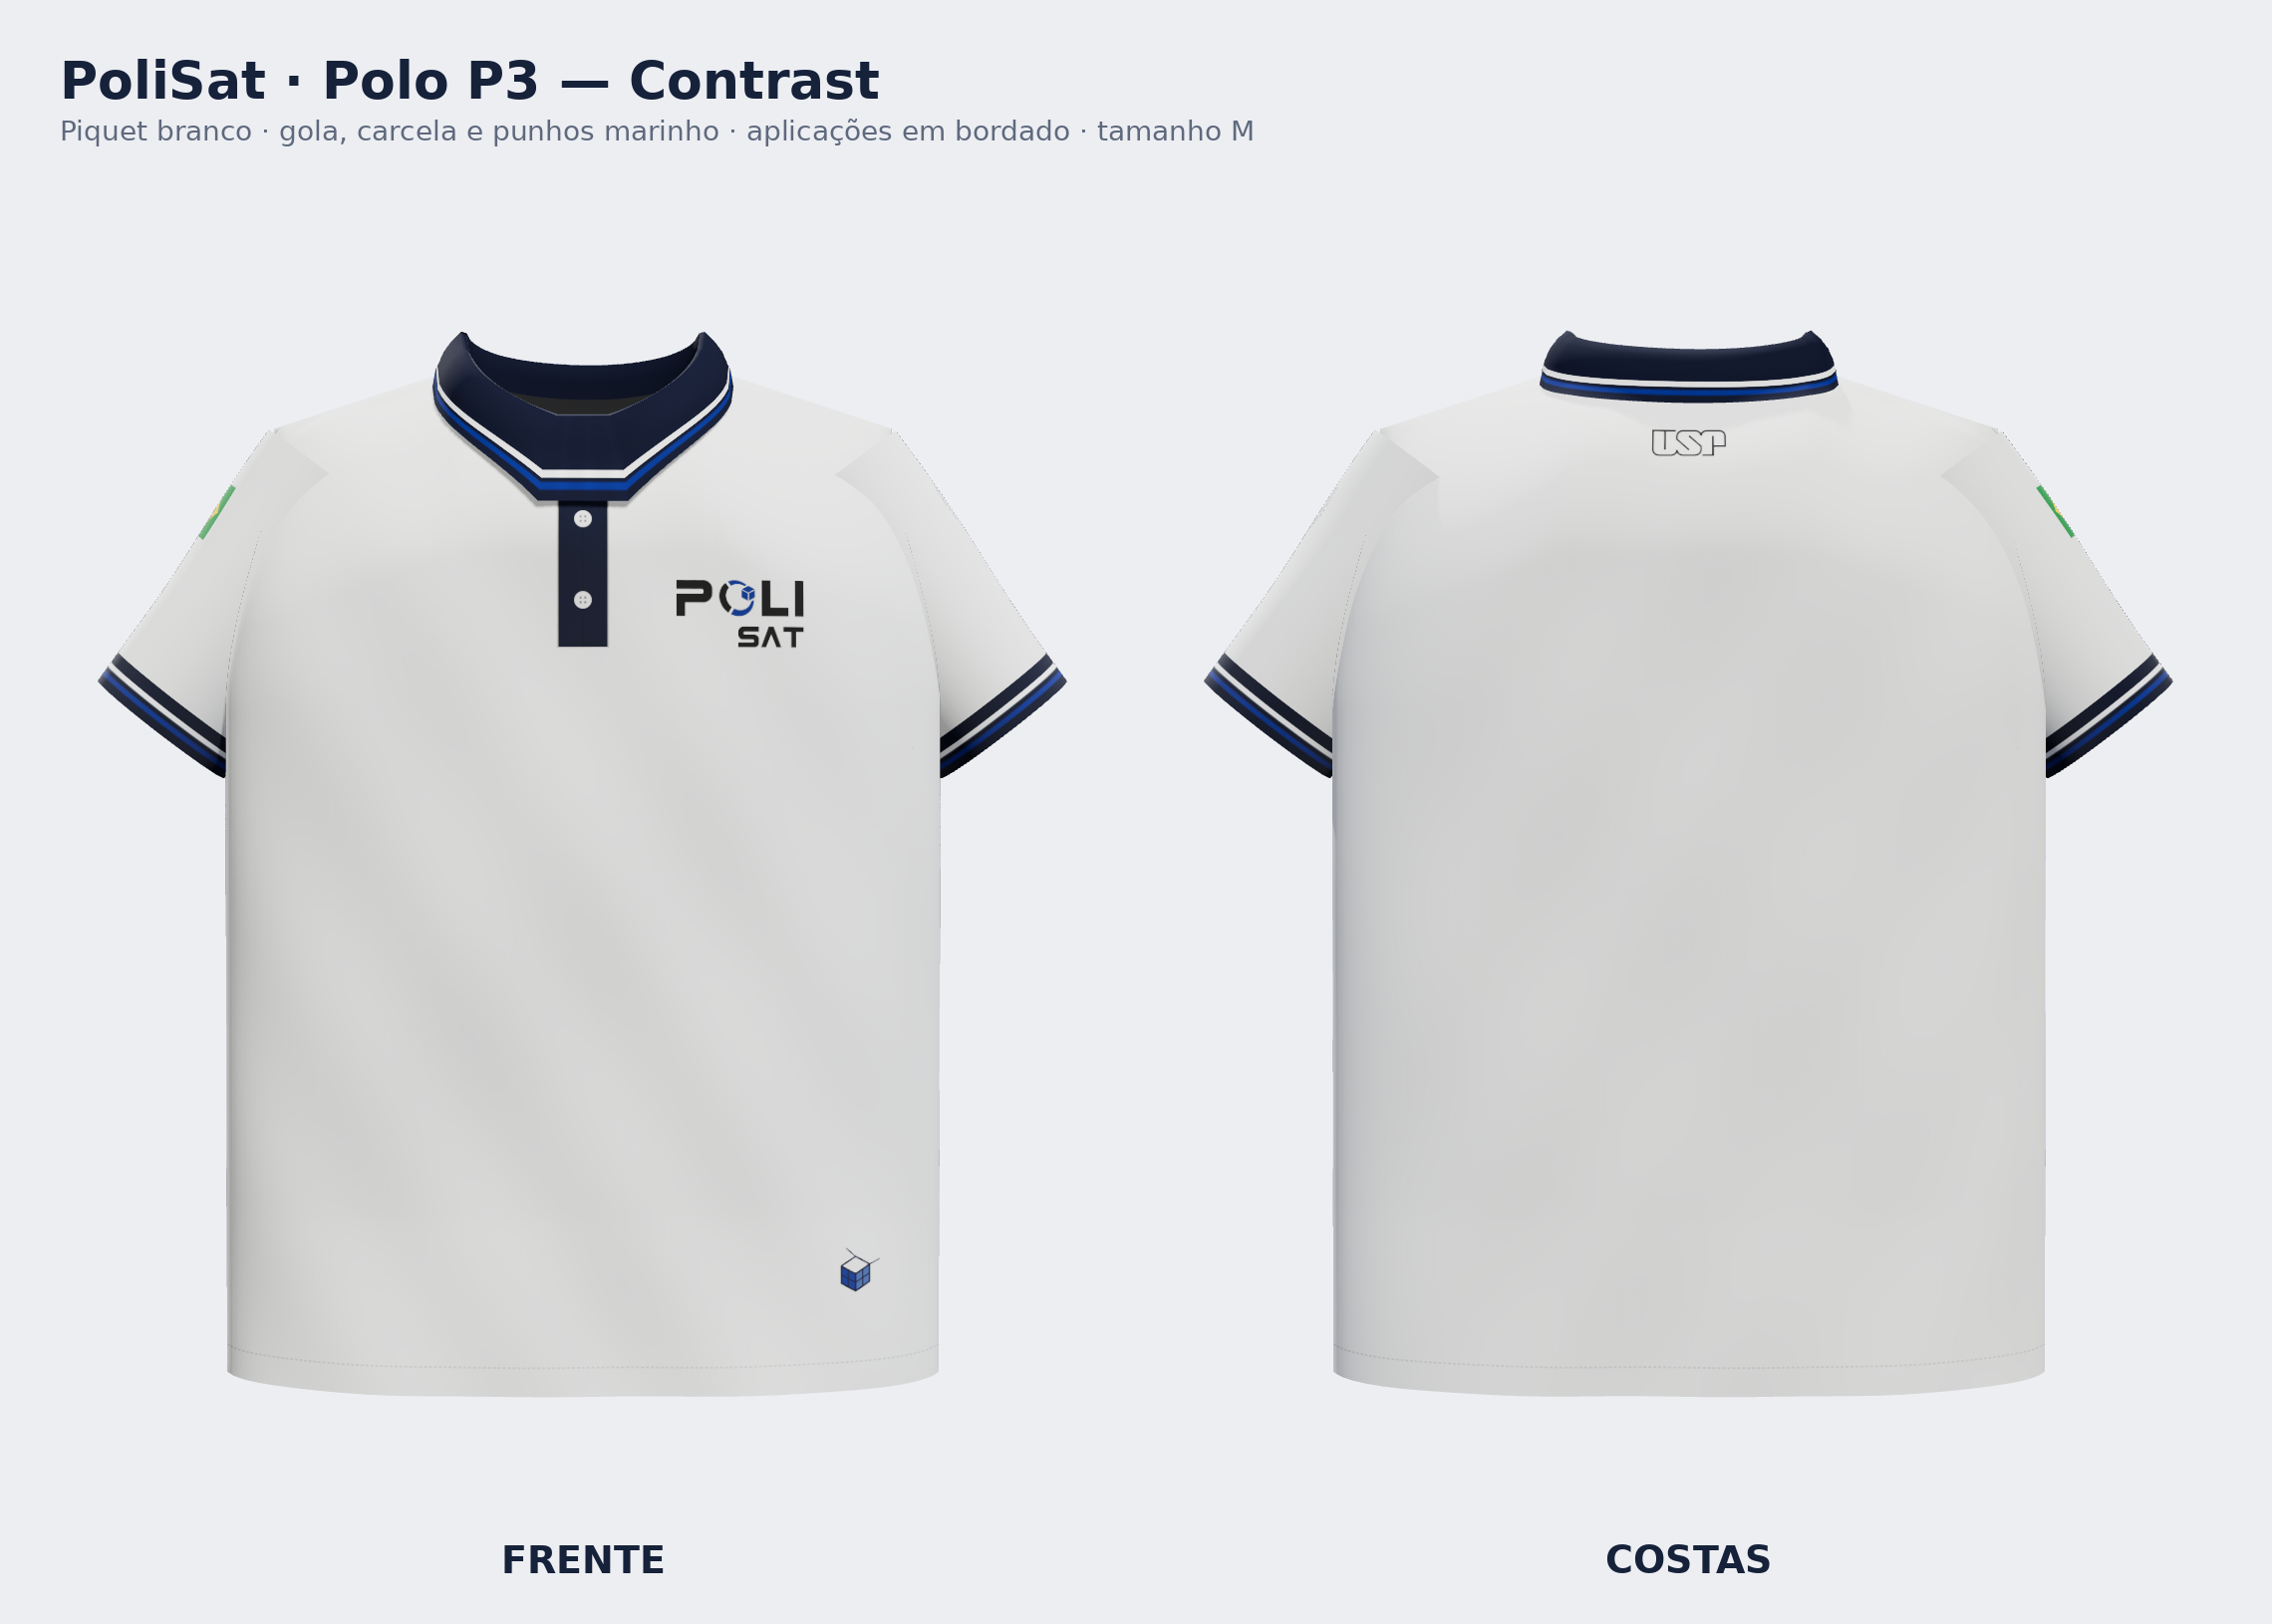 PoliSat · Polo P3 — Contrast
Piquet branco · gola, carcela e punhos marinho · aplicações em bordado · tamanho M
USP
POLI
SAT
FRENTE
COSTAS